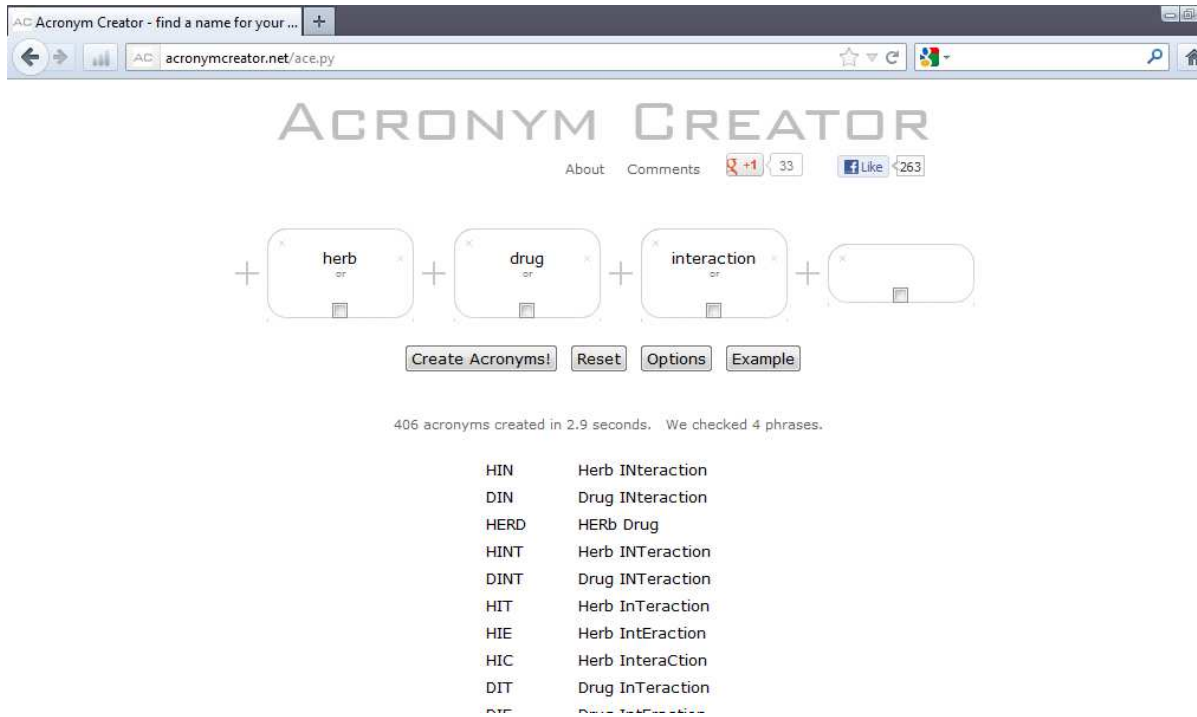 AC Acronym Creator - find a name for your ... +
AC acronymcreator.net/ace.py
ACRONYM CREATOR
About Comments +1 33 Like 263
herb drug interaction
or or or
Create Acronyms! Reset Options Example
406 acronyms created in 2.9 seconds. We checked 4 phrases.
HIN Herb INteraction
DIN Drug INteraction
HERD HERb Drug
HINT Herb INTeraction
DINT Drug INTeraction
HIT Herb InTeraction
HIE Herb IntEraction
HIC Herb InteraCtion
DIT Drug InTeraction
DIE Drug IntEraction